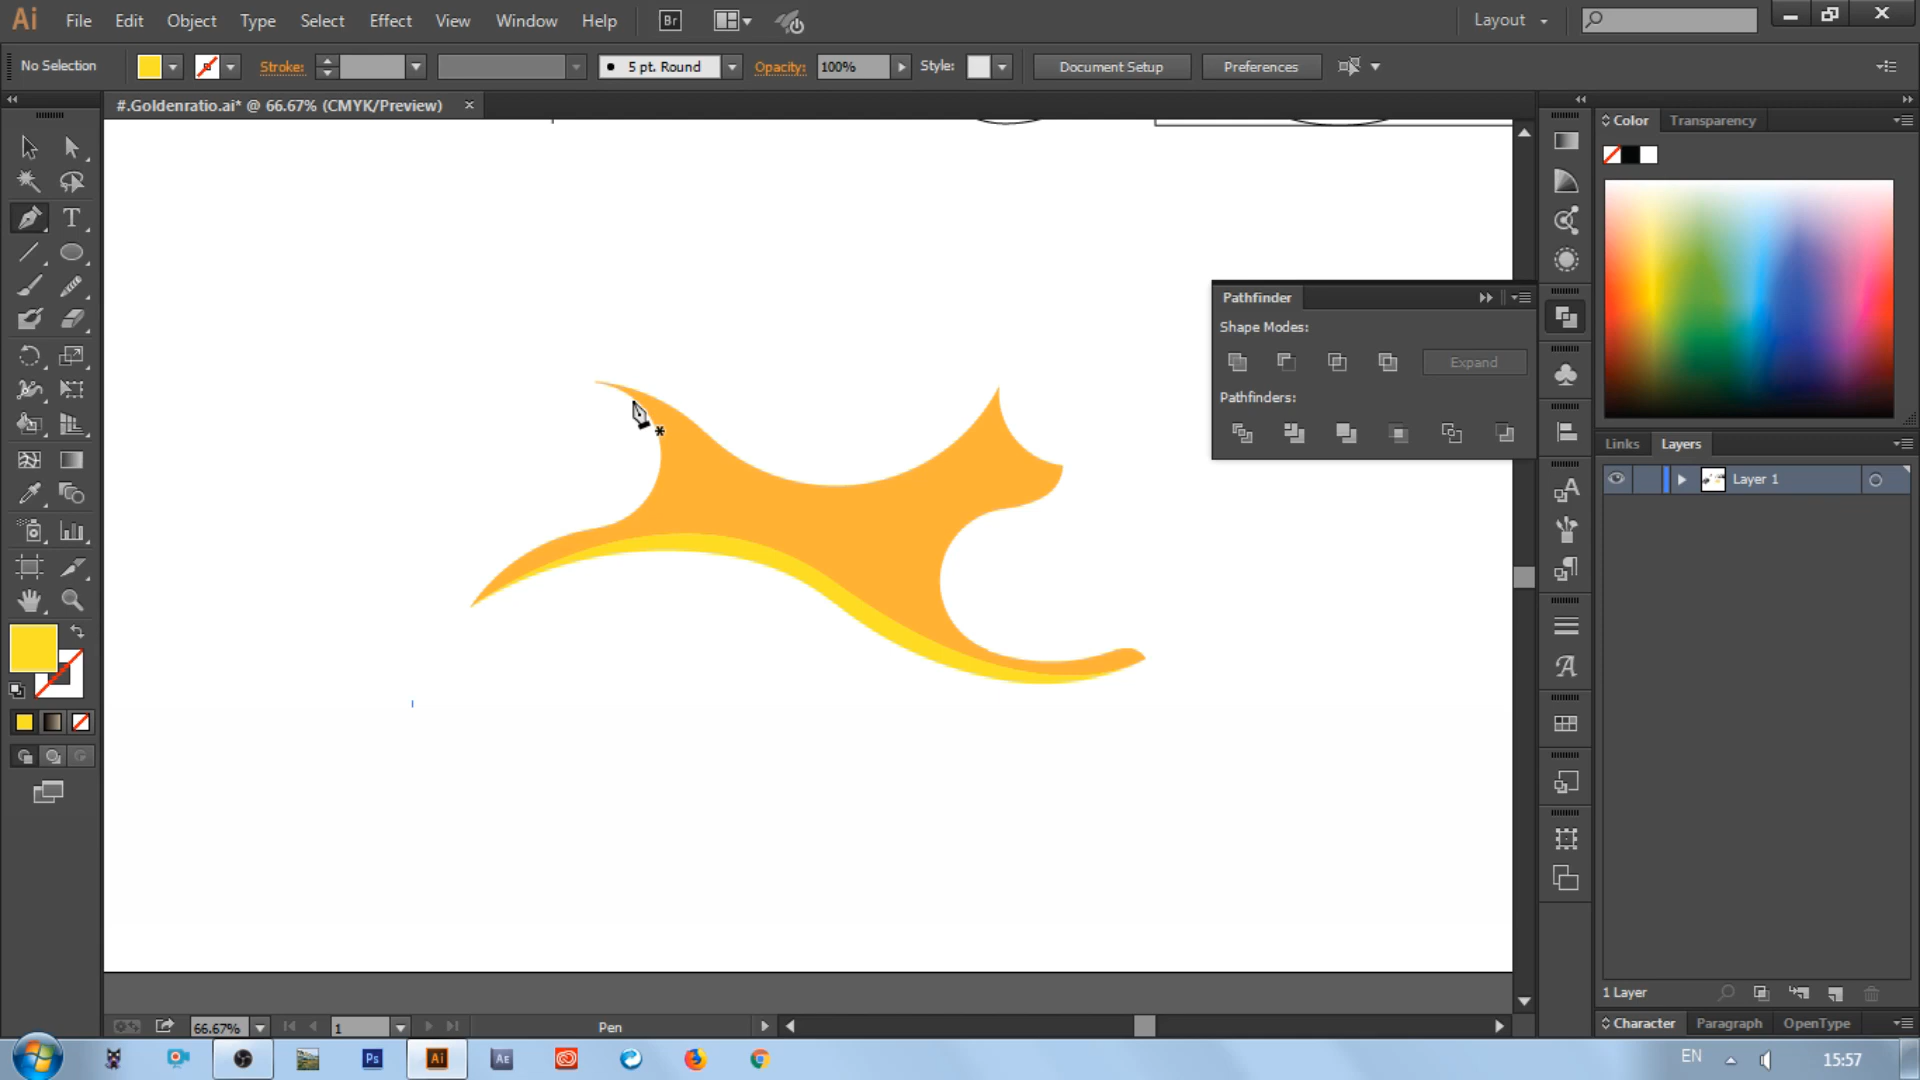 Ai File Edit Object Type Select Effect View Window Help Br Layout
No Selection Stroke: 5 pt. Round Opacity: 100% Style: Document Setup Preferences
#.Goldenratio.ai* @ 66.67% (CMYK/Preview) ×
Color Transparency
Pathfinder
Shape Modes:
Expand
Pathfinders:
Links Layers
Layer 1
1 Layer
66.67% 1 Pen
Character Paragraph OpenType
Ps Ai AE EN 15:57